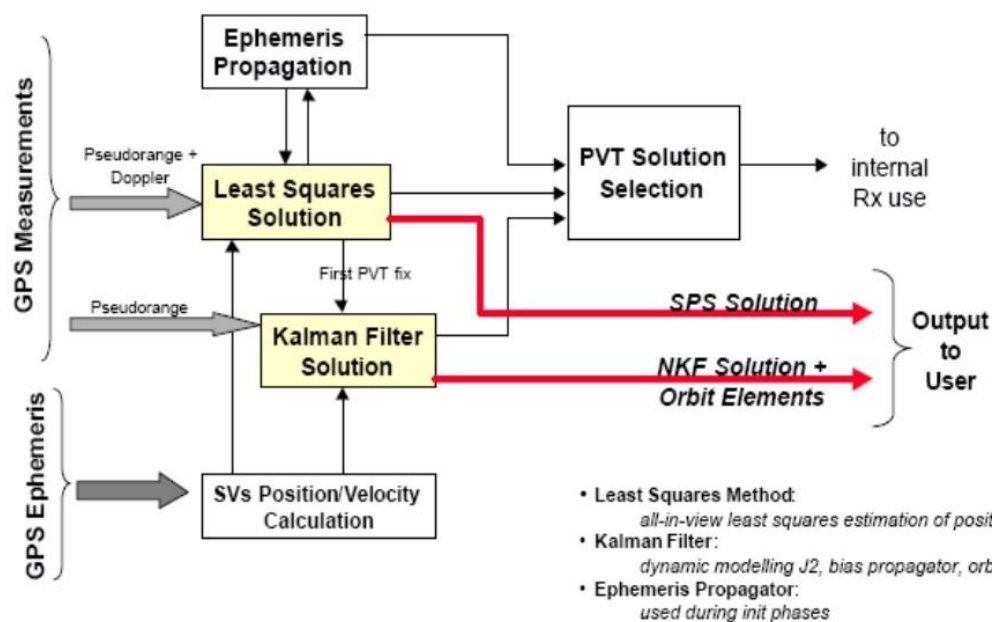 Ephemeris
Propagation
GPS Measurements
Pseudorange +
Doppler
Least Squares
Solution
PVT Solution
Selection
to
internal
Rx use
First PVT fix
Pseudorange
Kalman Filter
Solution
SPS Solution
NKF Solution +
Orbit Elements
Output
to
User
GPS Ephemeris
SVs Position/Velocity
Calculation
• Least Squares Method:
all-in-view least squares estimation of posit
• Kalman Filter:
dynamic modelling J2, bias propagator, orb
• Ephemeris Propagator:
used during init phases